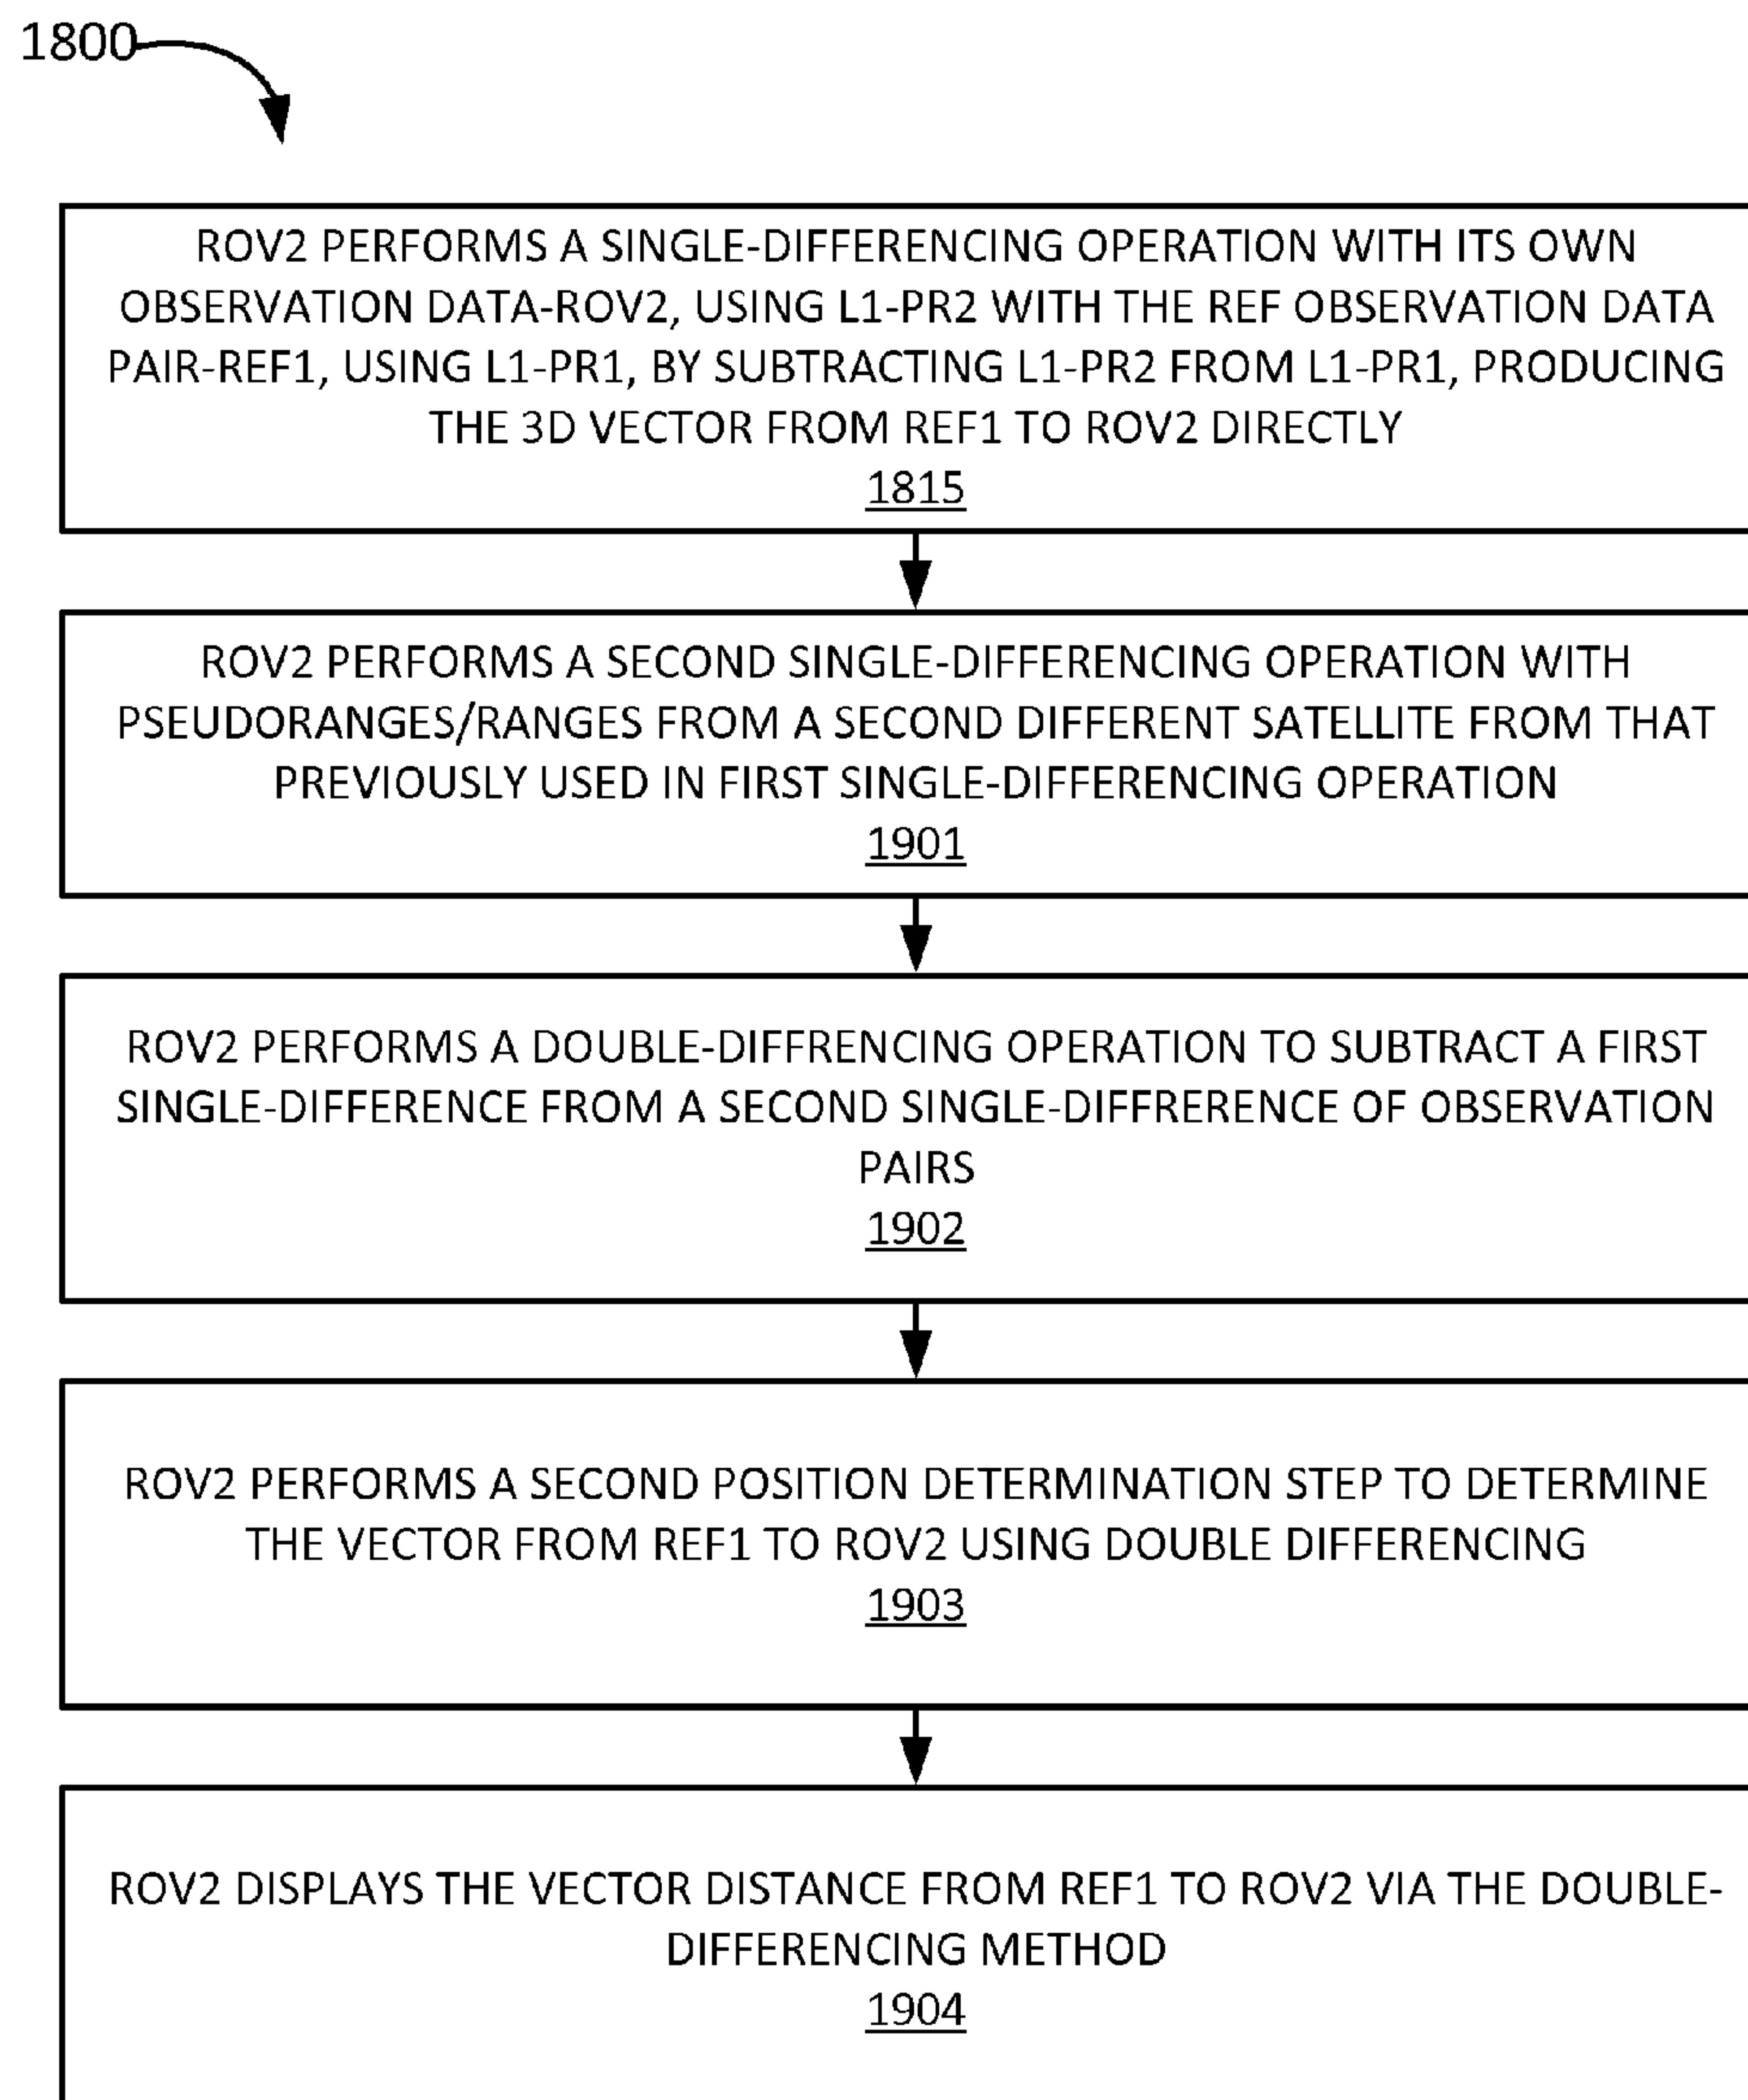 1800
ROV2 PERFORMS A SINGLE-DIFFERENCING OPERATION WITH ITS OWN
OBSERVATION DATA-ROV2, USING L1-PR2 WITH THE REF OBSERVATION DATA
PAIR-REF1, USING L1-PR1, BY SUBTRACTING L1-PR2 FROM L1-PR1, PRODUCING
THE 3D VECTOR FROM REF1 TO ROV2 DIRECTLY
1815
ROV2 PERFORMS A SECOND SINGLE-DIFFERENCING OPERATION WITH
PSEUDORANGES/RANGES FROM A SECOND DIFFERENT SATELLITE FROM THAT
PREVIOUSLY USED IN FIRST SINGLE-DIFFERENCING OPERATION
1901
ROV2 PERFORMS A DOUBLE-DIFFRENCING OPERATION TO SUBTRACT A FIRST
SINGLE-DIFFERENCE FROM A SECOND SINGLE-DIFFRERENCE OF OBSERVATION
PAIRS
1902
ROV2 PERFORMS A SECOND POSITION DETERMINATION STEP TO DETERMINE
THE VECTOR FROM REF1 TO ROV2 USING DOUBLE DIFFERENCING
1903
ROV2 DISPLAYS THE VECTOR DISTANCE FROM REF1 TO ROV2 VIA THE DOUBLE-
DIFFERENCING METHOD
1904